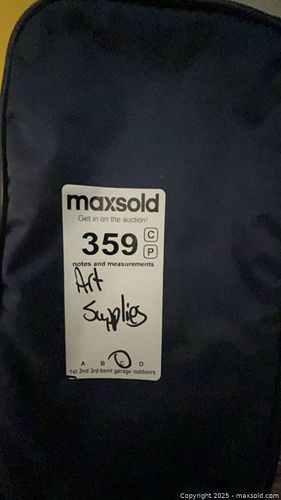 maxsold
Get in on the auction!
359 C
P
notes and measurements
Art
Supplies
A B C D
1st 2nd 3rd bsmt garage outdoors
Copyright 2025 - maxsold.com